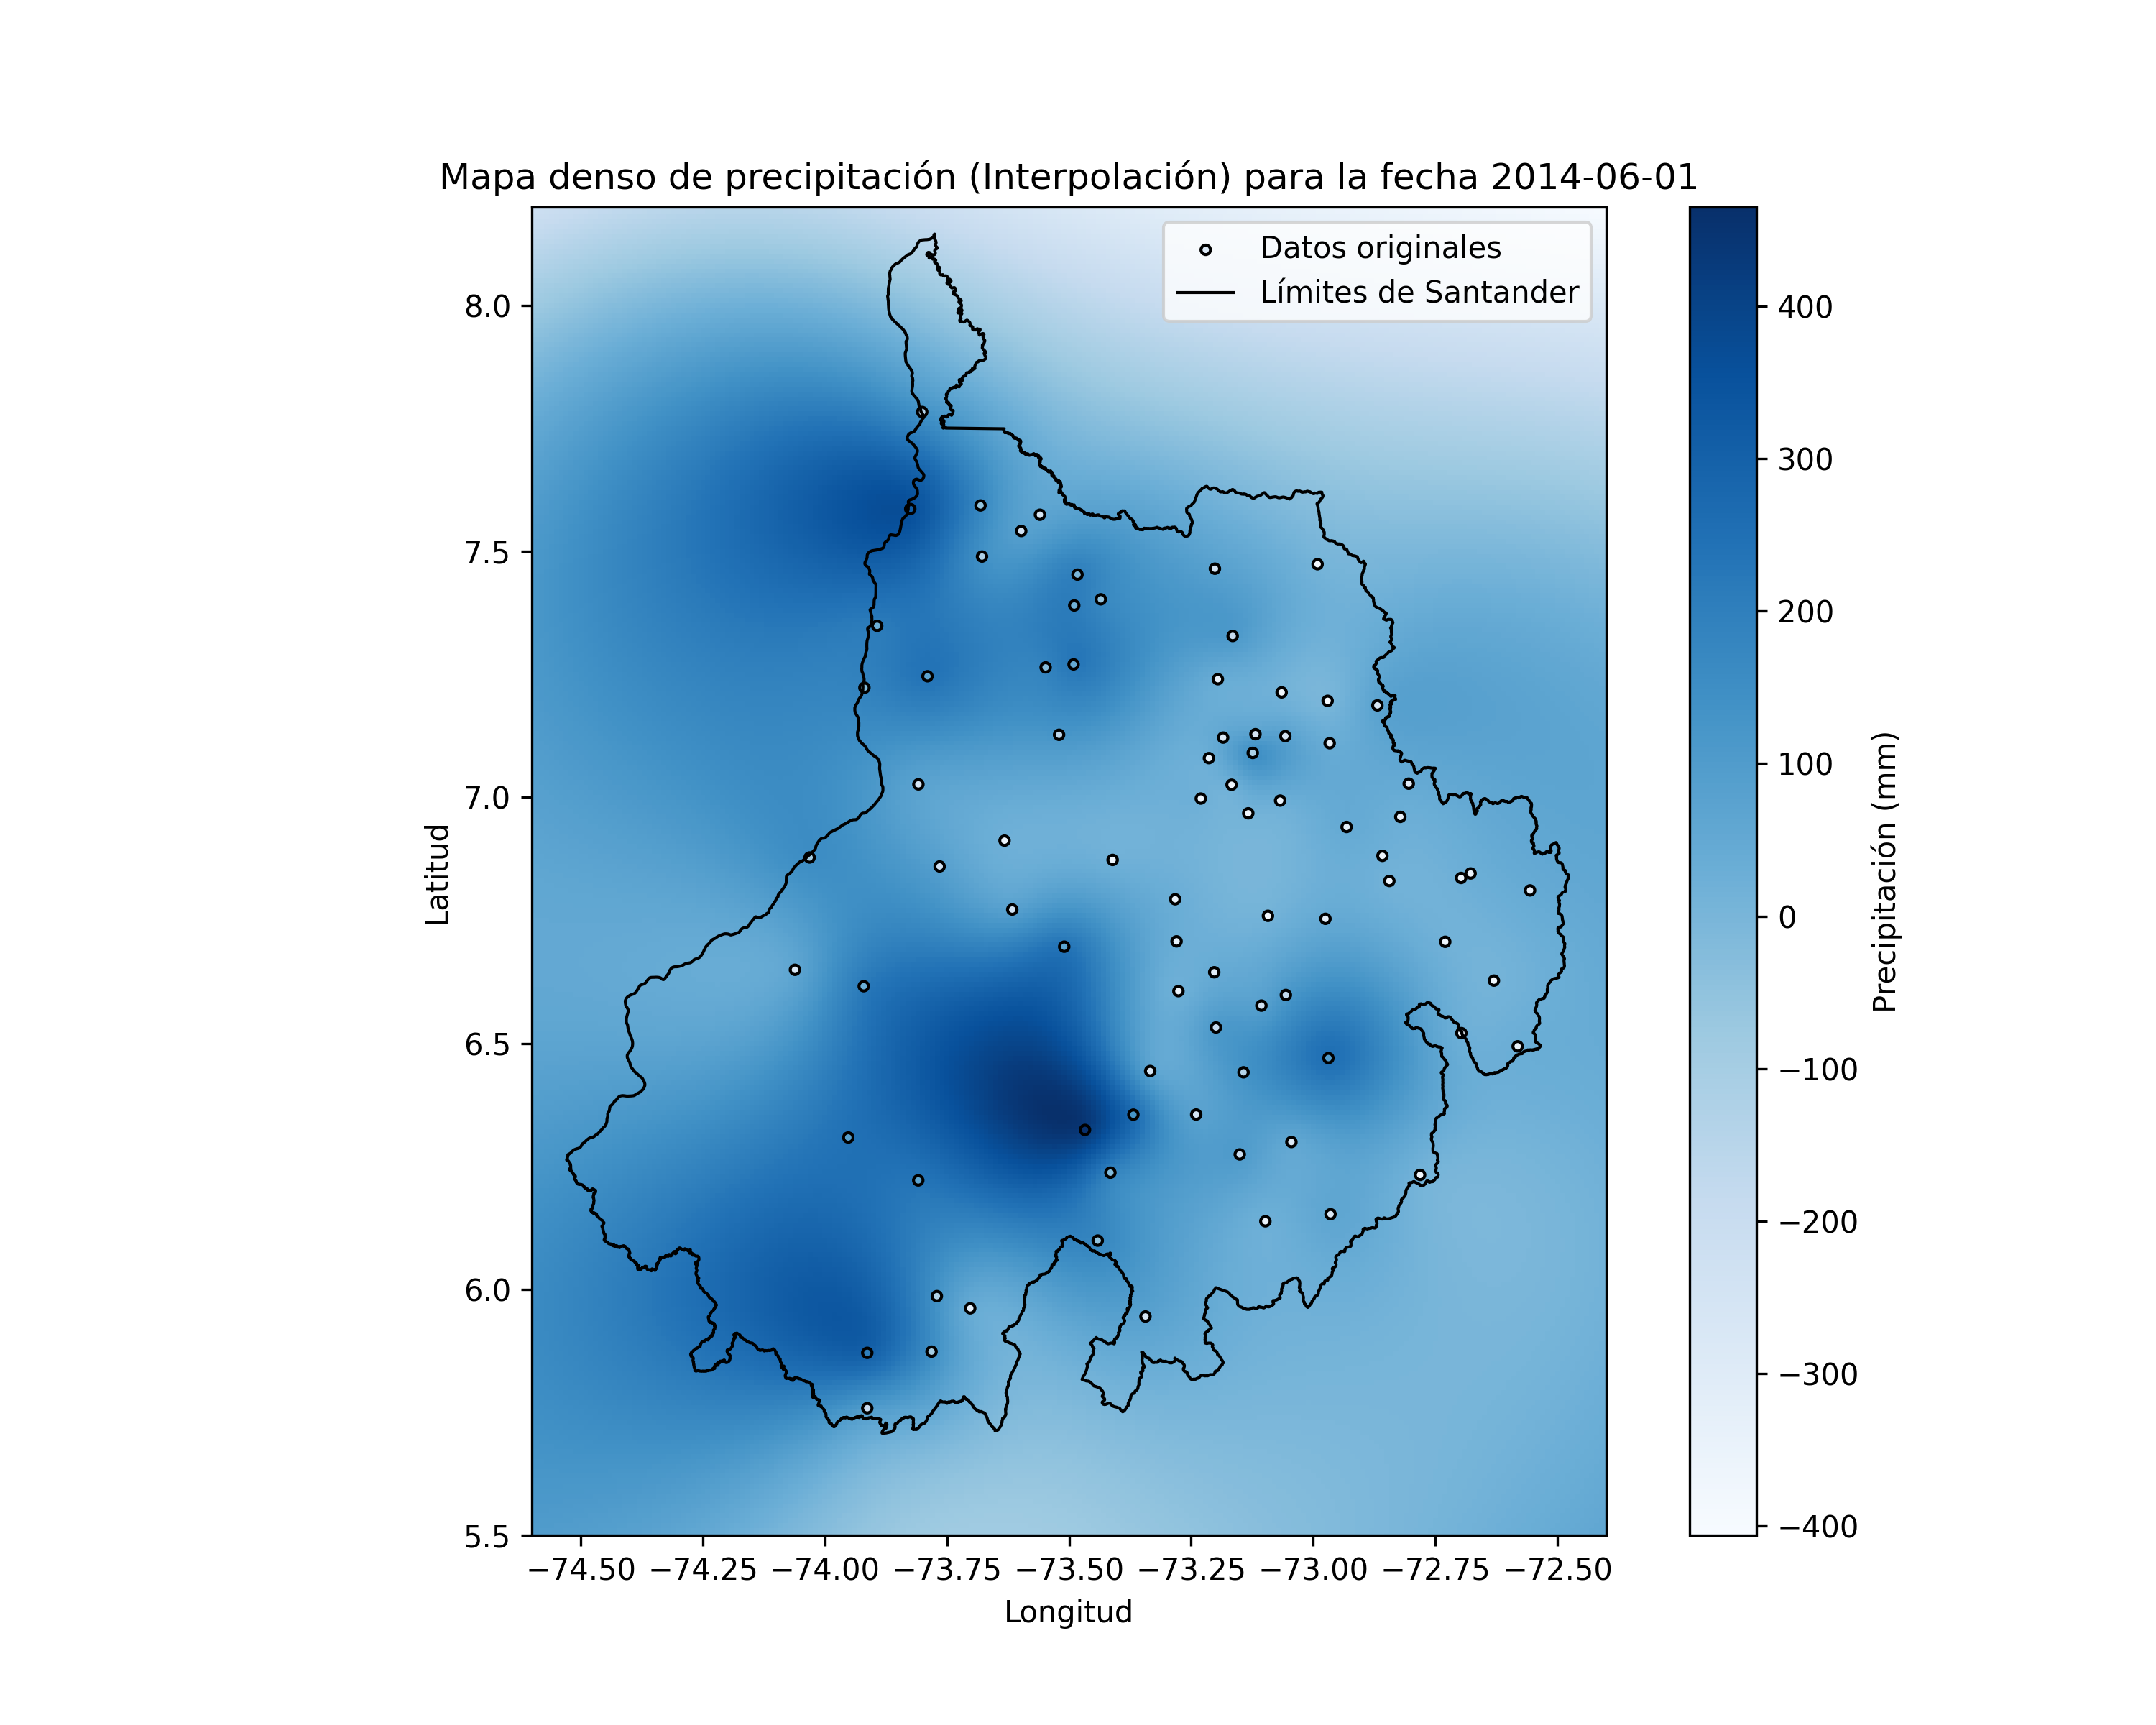 Mapa denso de precipitación (Interpolación) para la fecha 2014-06-01
Datos originales
Límites de Santander
8.0
7.5
7.0
6.5
6.0
5.5
Latitud
−74.50 −74.25 −74.00 −73.75 −73.50 −73.25 −73.00 −72.75 −72.50
Longitud
400
300
200
100
0
−100
−200
−300
−400
Precipitación (mm)